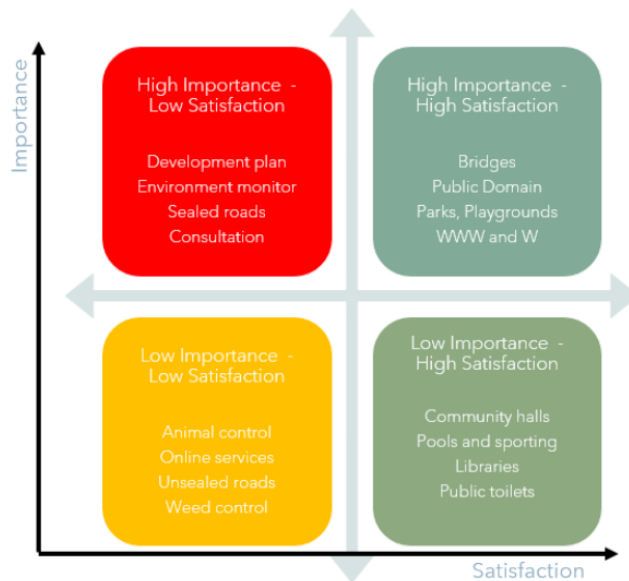 Importance
High Importance -
Low Satisfaction
Development plan
Environment monitor
Sealed roads
Consultation
High Importance -
High Satisfaction
Bridges
Public Domain
Parks, Playgrounds
WWW and W
Low Importance -
Low Satisfaction
Animal control
Online services
Unsealed roads
Weed control
Low Importance -
High Satisfaction
Community halls
Pools and sporting
Libraries
Public toilets
Satisfaction